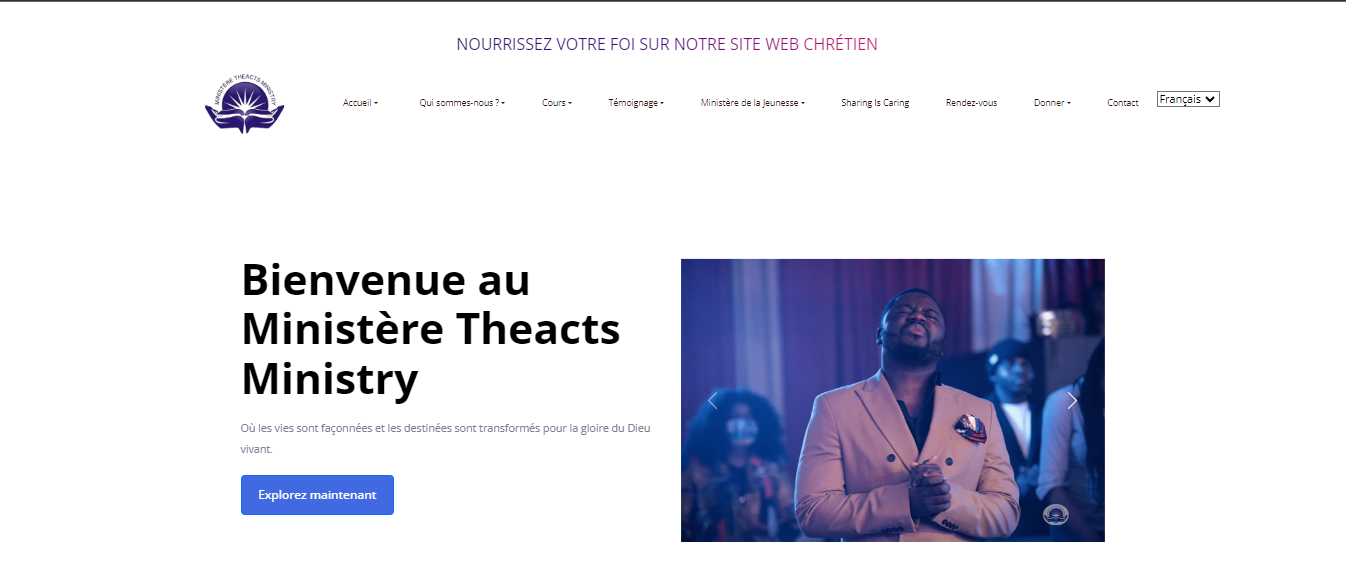 NOURRISSEZ VOTRE FOI SUR NOTRE SITE WEB CHRÉTIEN
MINISTÈRE THEACTS MINISTRY
Accueil Qui sommes-nous ? Cours Témoignage Ministère de la Jeunesse Sharing Is Caring Rendez-vous Donner Contact Français
Bienvenue au
Ministère Theacts
Ministry
Où les vies sont façonnées et les destinées sont transformés pour la gloire du Dieu
vivant.
Explorez maintenant